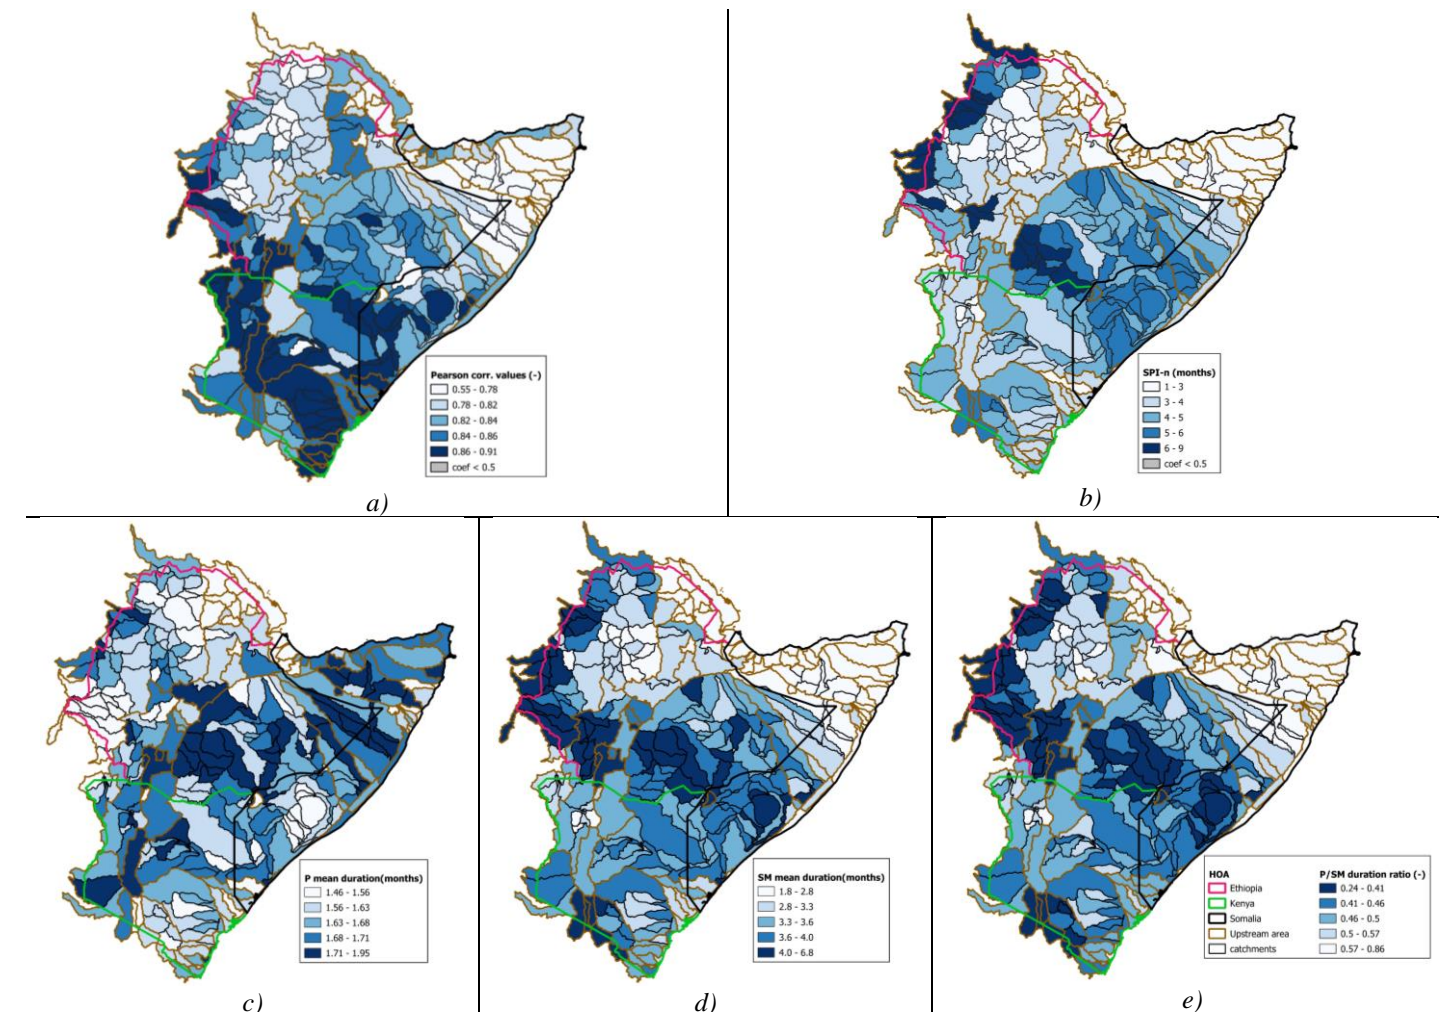 Pearson corr. values (-)
0.55 - 0.78
0.78 - 0.82
0.82 - 0.84
0.84 - 0.86
0.86 - 0.91
coef < 0.5
a)
SPI-n (months)
1 - 3
3 - 4
4 - 5
5 - 6
6 - 9
coef < 0.5
b)
P mean duration(months)
1.46 - 1.56
1.56 - 1.63
1.63 - 1.68
1.68 - 1.71
1.71 - 1.95
c)
SM mean duration(months)
1.8 - 2.8
2.8 - 3.3
3.3 - 3.6
3.6 - 4.0
4.0 - 6.8
d)
HOA
Ethiopia
Kenya
Somalia
Upstream area
catchments
P/SM duration ratio (-)
0.24 - 0.41
0.41 - 0.46
0.46 - 0.5
0.5 - 0.57
0.57 - 0.86
e)